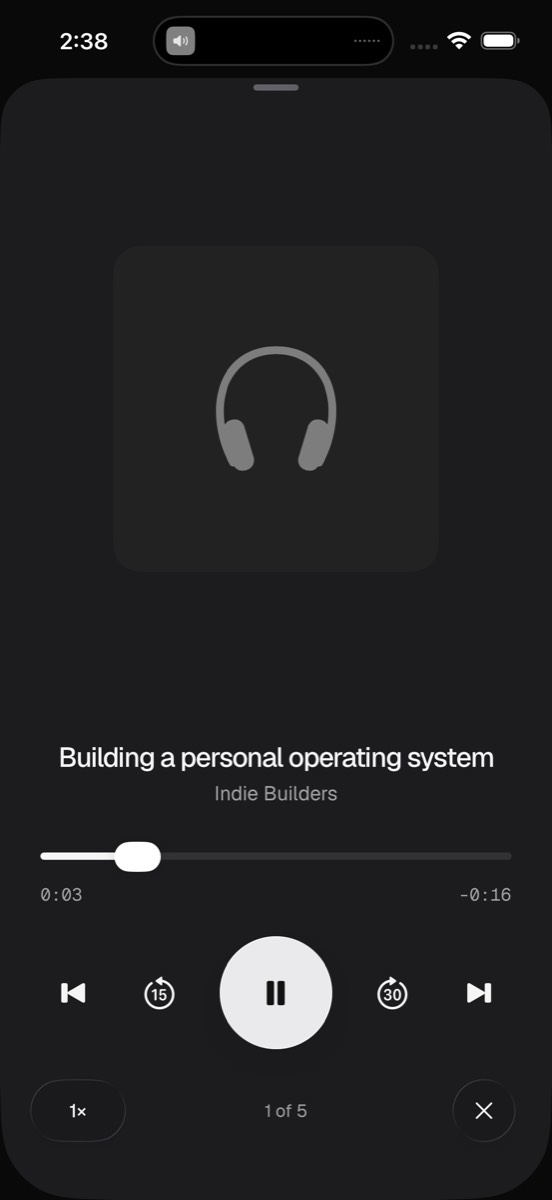 2:38
Building a personal operating system
Indie Builders
0:03
-0:16
15
30
1×
1 of 5